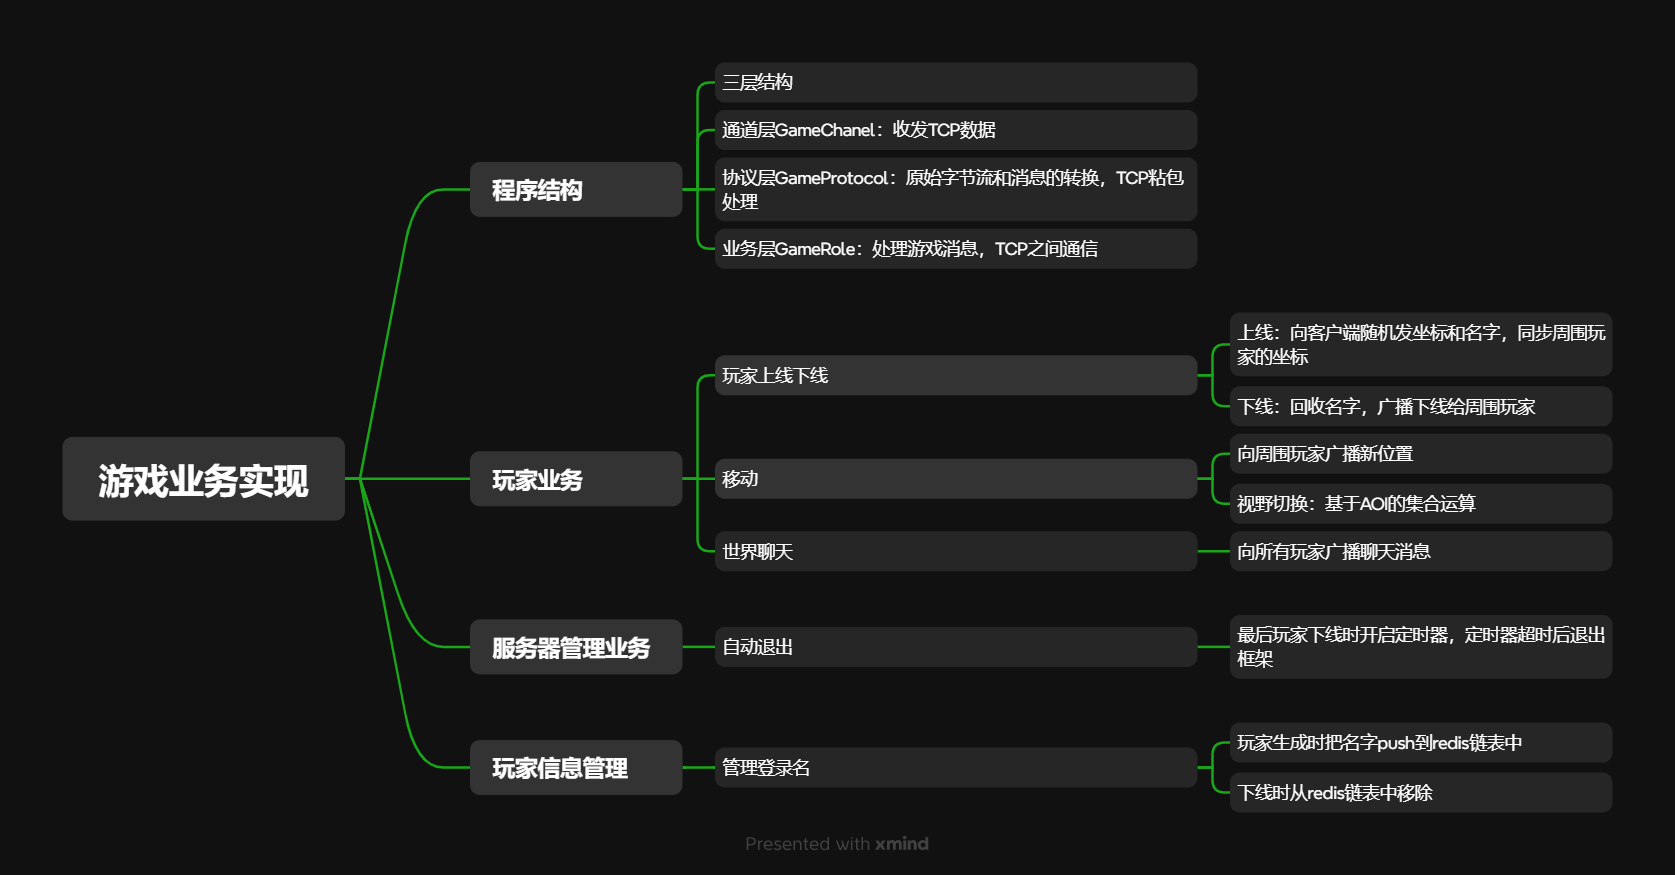 游戏业务实现
程序结构
三层结构
通道层GameChanel：收发TCP数据
协议层GameProtocol：原始字节流和消息的转换，TCP粘包
处理
业务层GameRole：处理游戏消息，TCP之间通信
玩家业务
玩家上线下线
上线：向客户端随机发坐标和名字，同步周围玩
家的坐标
下线：回收名字，广播下线给周围玩家
移动
向周围玩家广播新位置
视野切换：基于AOI的集合运算
世界聊天
向所有玩家广播聊天消息
服务器管理业务
自动退出
最后玩家下线时开启定时器，定时器超时后退出
框架
玩家信息管理
管理登录名
玩家生成时把名字push到redis链表中
下线时从redis链表中移除
Presented with xmind